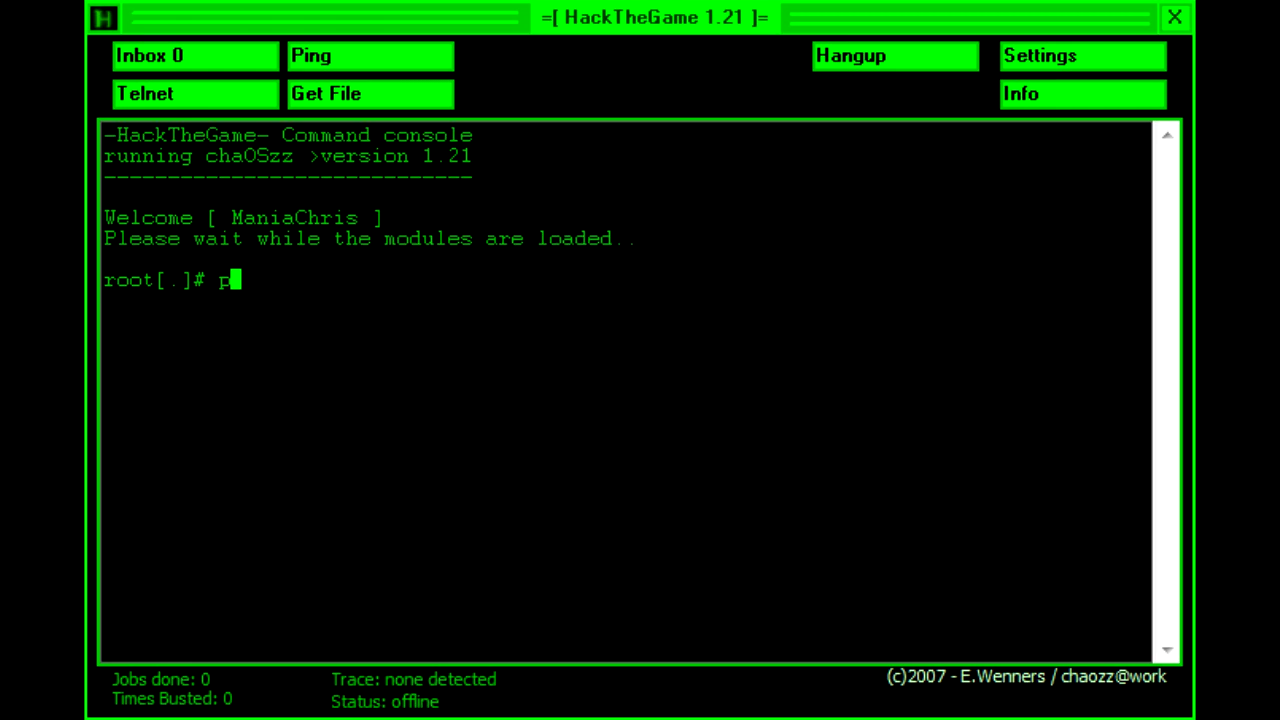 H
=[ HackTheGame 1.21 ]=
X
Inbox 0
Ping
Hangup
Settings
Telnet
Get File
Info
-HackTheGame- Command console
running chaOSzz >version 1.21
-----------------------------
Welcome [ ManiaChris ]
Please wait while the modules are loaded..
root[.]# p
Jobs done: 0
Trace: none detected
(c)2007 - E.Wenners / chaozz@work
Times Busted: 0
Status: offline